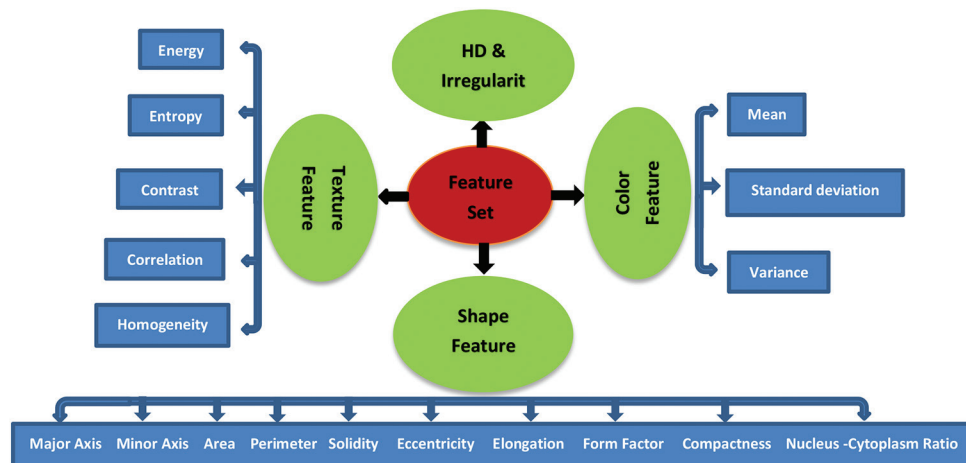 HD &
Irregularit
Energy
Entropy
Contrast
Correlation
Homogeneity
Texture
Feature
Feature
Set
Color
Feature
Mean
Standard deviation
Variance
Shape
Feature
Major Axis Minor Axis Area Perimeter Solidity Eccentricity Elongation Form Factor Compactness Nucleus -Cytoplasm Ratio